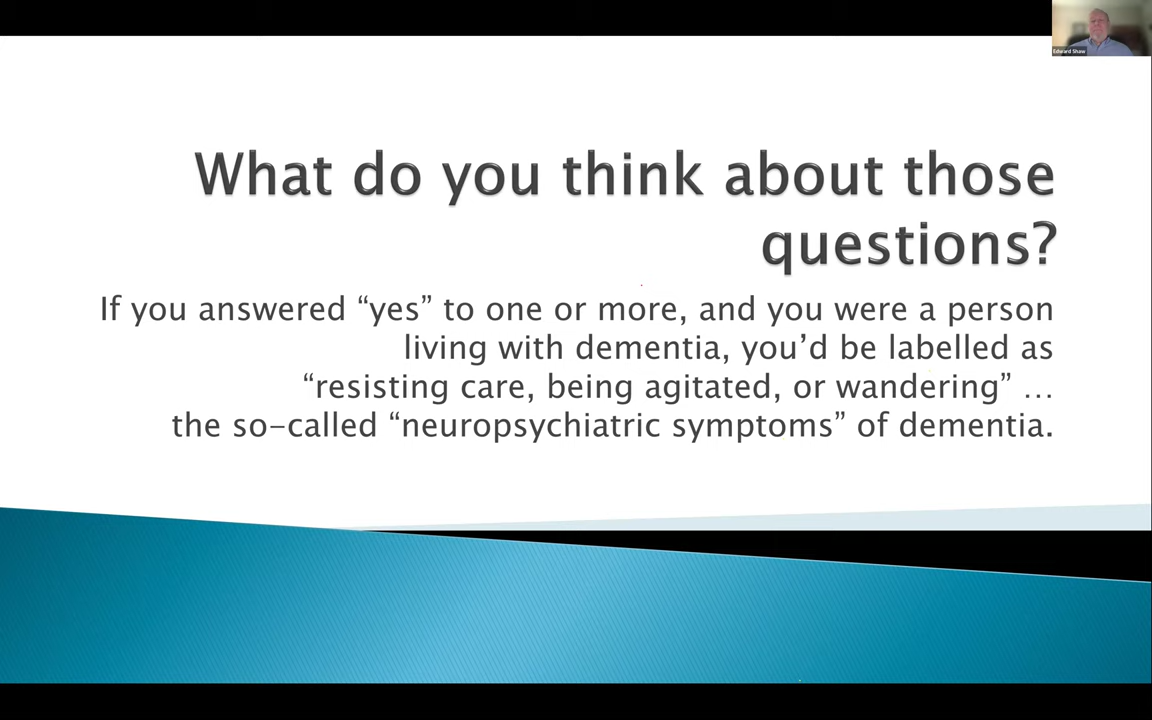 Edward Shaw
What do you think about those
questions?
If you answered “yes” to one or more, and you were a person
living with dementia, you’d be labelled as
“resisting care, being agitated, or wandering” …
the so-called “neuropsychiatric symptoms” of dementia.